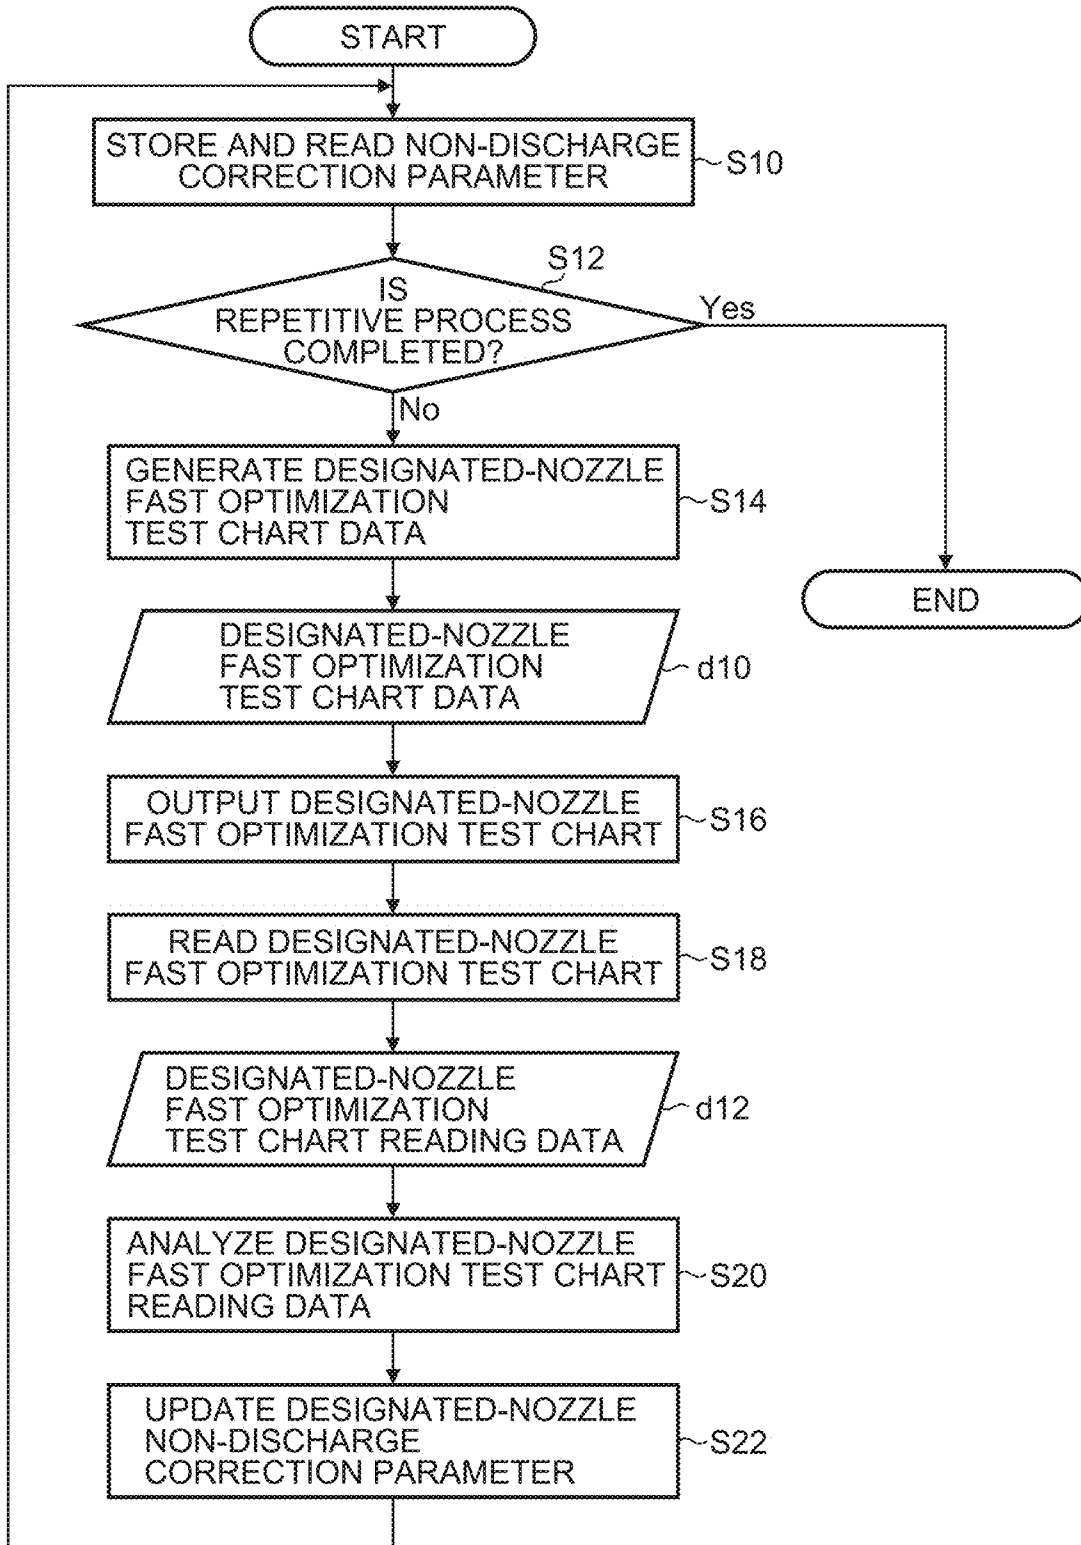 START
STORE AND READ NON-DISCHARGE
CORRECTION PARAMETER
S10
S12
IS
REPETITIVE PROCESS
COMPLETED?
Yes
No
GENERATE DESIGNATED-NOZZLE
FAST OPTIMIZATION
TEST CHART DATA
S14
END
DESIGNATED-NOZZLE
FAST OPTIMIZATION
TEST CHART DATA
d10
OUTPUT DESIGNATED-NOZZLE
FAST OPTIMIZATION TEST CHART
S16
READ DESIGNATED-NOZZLE
FAST OPTIMIZATION TEST CHART
S18
DESIGNATED-NOZZLE
FAST OPTIMIZATION
TEST CHART READING DATA
d12
ANALYZE DESIGNATED-NOZZLE
FAST OPTIMIZATION TEST CHART
READING DATA
S20
UPDATE DESIGNATED-NOZZLE
NON-DISCHARGE
CORRECTION PARAMETER
S22